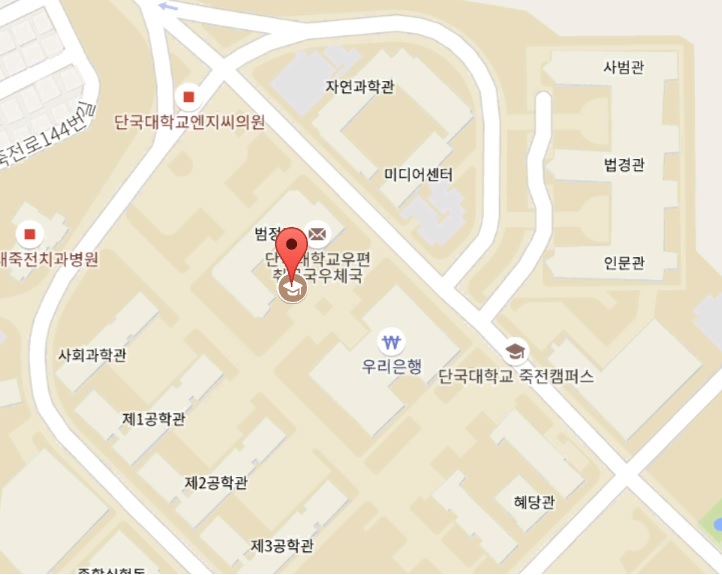 사범관
자연과학관
단국대학교엔지씨의원
죽전로144번길
법경관
미디어센터
범정
단국대학교우편
취급국우체국
대죽전치과병원
인문관
₩
우리은행
사회과학관
단국대학교 죽전캠퍼스
제1공학관
제2공학관
혜당관
제3공학관
종합실험동